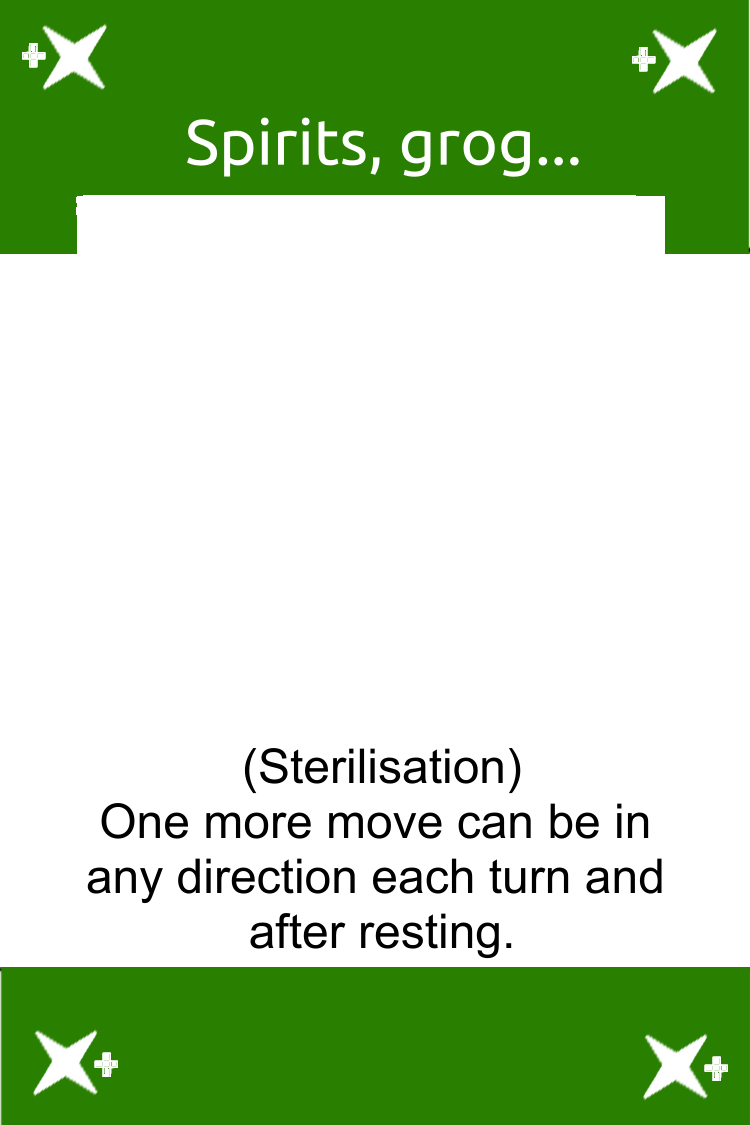 Spirits, grog...
(Sterilisation)
One more move can be in
any direction each turn and
after resting.